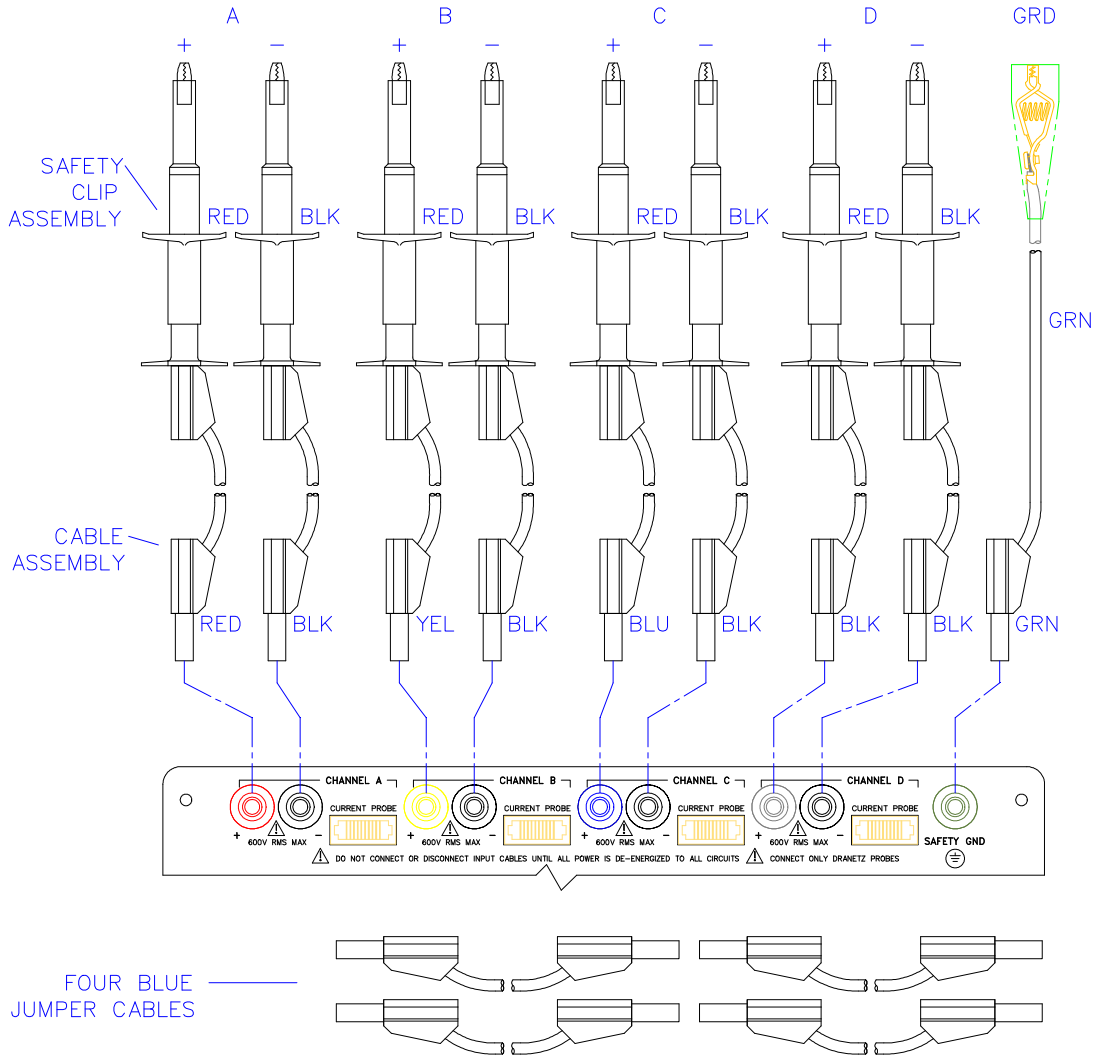 A B C D GRD
+ − + − + − + −
SAFETY
CLIP
ASSEMBLY
RED BLK RED BLK RED BLK RED BLK
GRN
CABLE
ASSEMBLY
RED BLK YEL BLK BLU BLK BLK BLK GRN
CHANNEL A CHANNEL B CHANNEL C CHANNEL D
CURRENT PROBE CURRENT PROBE CURRENT PROBE CURRENT PROBE
+ − + − + − + −
600V RMS MAX 600V RMS MAX 600V RMS MAX 600V RMS MAX SAFETY GND
DO NOT CONNECT OR DISCONNECT INPUT CABLES UNTIL ALL POWER IS DE-ENERGIZED TO ALL CIRCUITS CONNECT ONLY DRANETZ PROBES
FOUR BLUE
JUMPER CABLES